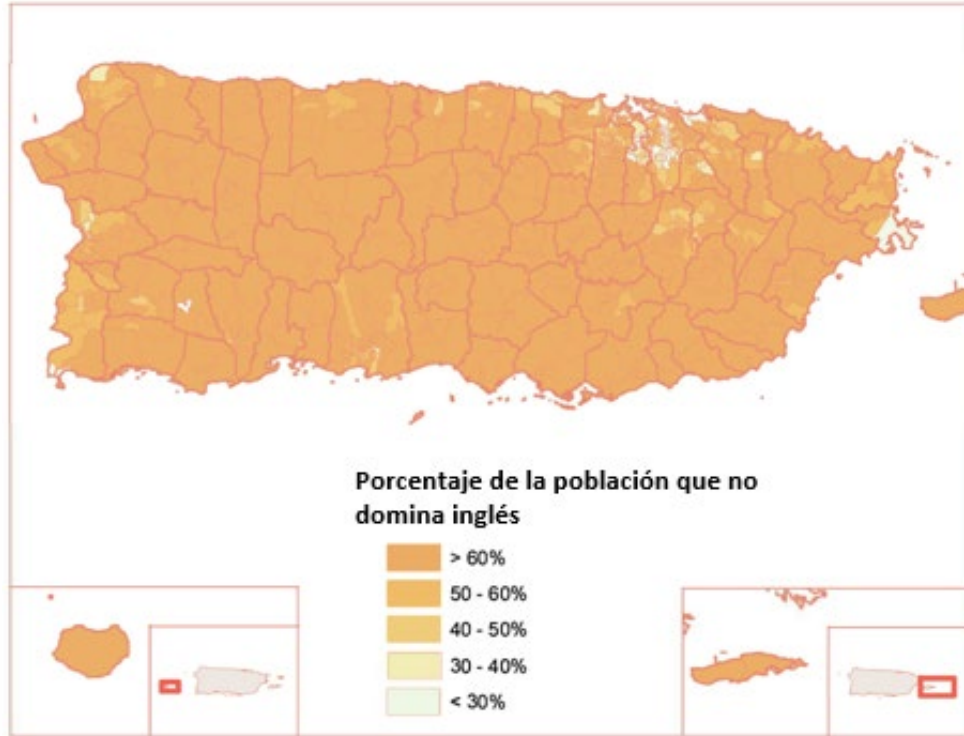 Porcentaje de la población que no
domina inglés
> 60%
50 - 60%
40 - 50%
30 - 40%
< 30%